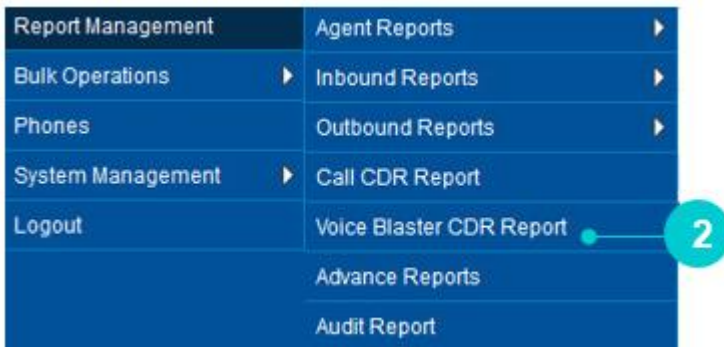 Report Management
Bulk Operations
Phones
System Management
Logout
Agent Reports
Inbound Reports
Outbound Reports
Call CDR Report
Voice Blaster CDR Report
2
Advance Reports
Audit Report